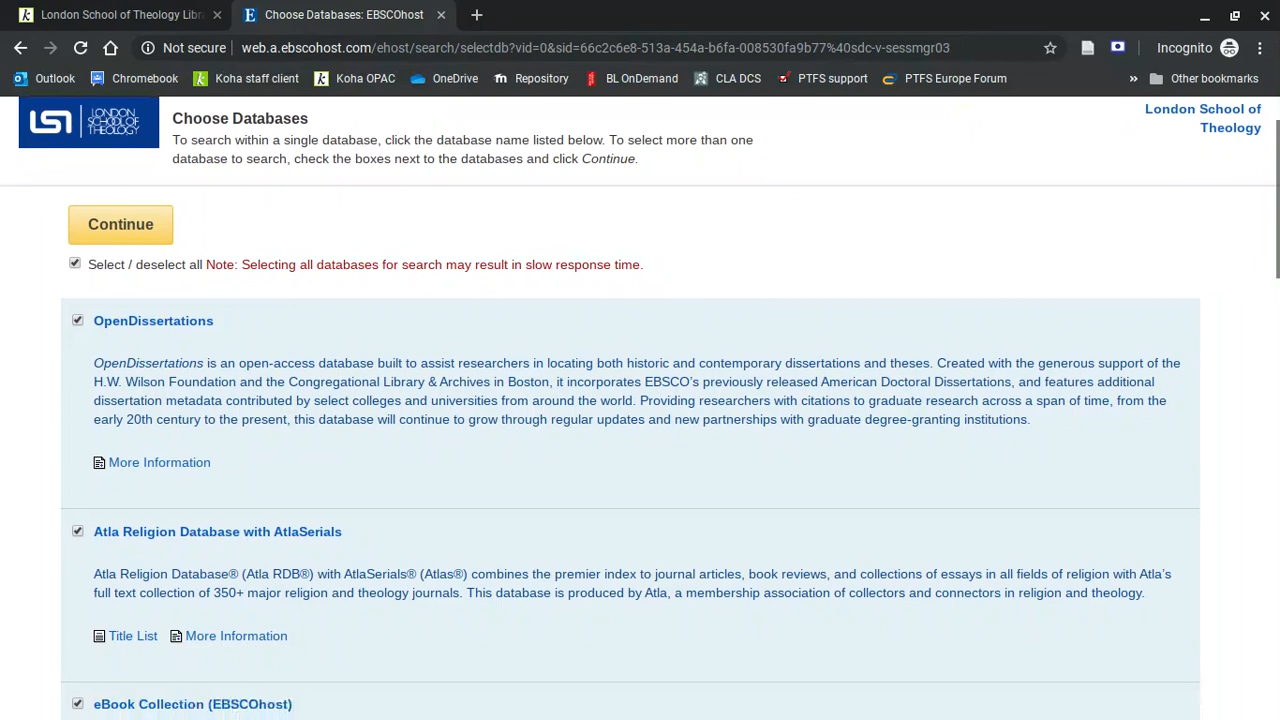 London School of Theology Libr
Choose Databases: EBSCOhost
Not secure
web.a.ebscohost.com/ehost/search/selectdb?vid=0&sid=66c2c6e8-513a-454a-b6fa-008530fa9b77%40sdc-v-sessmgr03
Incognito
Outlook
Chromebook
Koha staff client
Koha OPAC
OneDrive
Repository
BL OnDemand
CLA DCS
PTFS support
PTFS Europe Forum
»
Other bookmarks
LST
LONDON
SCHOOL OF
THEOLOGY
Choose Databases
To search within a single database, click the database name listed below. To select more than one
database to search, check the boxes next to the databases and click Continue.
London School of
Theology
Continue
Select / deselect all Note: Selecting all databases for search may result in slow response time.
OpenDissertations
OpenDissertations is an open-access database built to assist researchers in locating both historic and contemporary dissertations and theses. Created with the generous support of the
H.W. Wilson Foundation and the Congregational Library & Archives in Boston, it incorporates EBSCO's previously released American Doctoral Dissertations, and features additional
dissertation metadata contributed by select colleges and universities from around the world. Providing researchers with citations to graduate research across a span of time, from the
early 20th century to the present, this database will continue to grow through regular updates and new partnerships with graduate degree-granting institutions.
More Information
Atla Religion Database with AtlaSerials
Atla Religion Database® (Atla RDB®) with AtlaSerials® (Atlas®) combines the premier index to journal articles, book reviews, and collections of essays in all fields of religion with Atla's
full text collection of 350+ major religion and theology journals. This database is produced by Atla, a membership association of collectors and connectors in religion and theology.
Title List
More Information
eBook Collection (EBSCOhost)